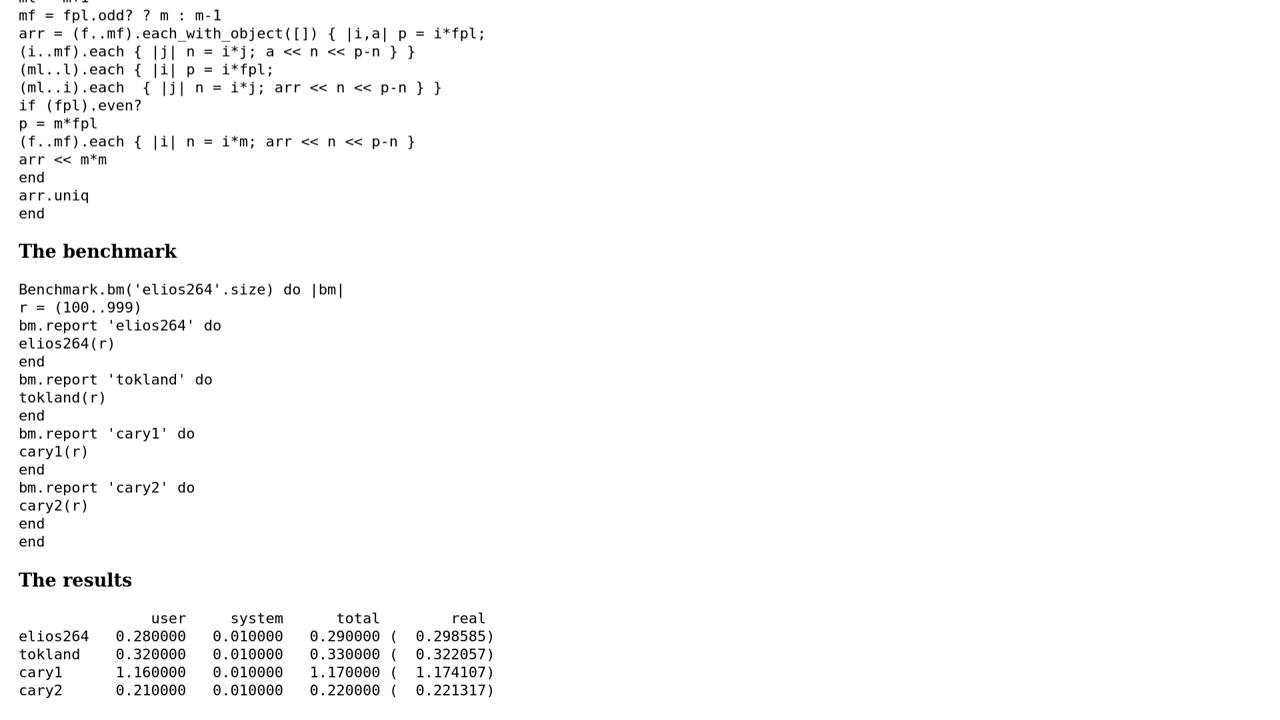 mf = fpl.odd? ? m : m-1
arr = (f..mf).each_with_object([]) { |i,a| p = i*fpl;
(i..mf).each { |j| n = i*j; a << n << p-n } }
(ml..l).each { |i| p = i*fpl;
(ml..i).each  { |j| n = i*j; arr << n << p-n } }
if (fpl).even?
p = m*fpl
(f..mf).each { |i| n = i*m; arr << n << p-n }
arr << m*m
end
arr.uniq
end
The benchmark
Benchmark.bm('elios264'.size) do |bm|
r = (100..999)
bm.report 'elios264' do
elios264(r)
end
bm.report 'tokland' do
tokland(r)
end
bm.report 'cary1' do
cary1(r)
end
bm.report 'cary2' do
cary2(r)
end
end
The results
user     system      total        real
elios264   0.280000   0.010000   0.290000 (  0.298585)
tokland    0.320000   0.010000   0.330000 (  0.322057)
cary1      1.160000   0.010000   1.170000 (  1.174107)
cary2      0.210000   0.010000   0.220000 (  0.221317)